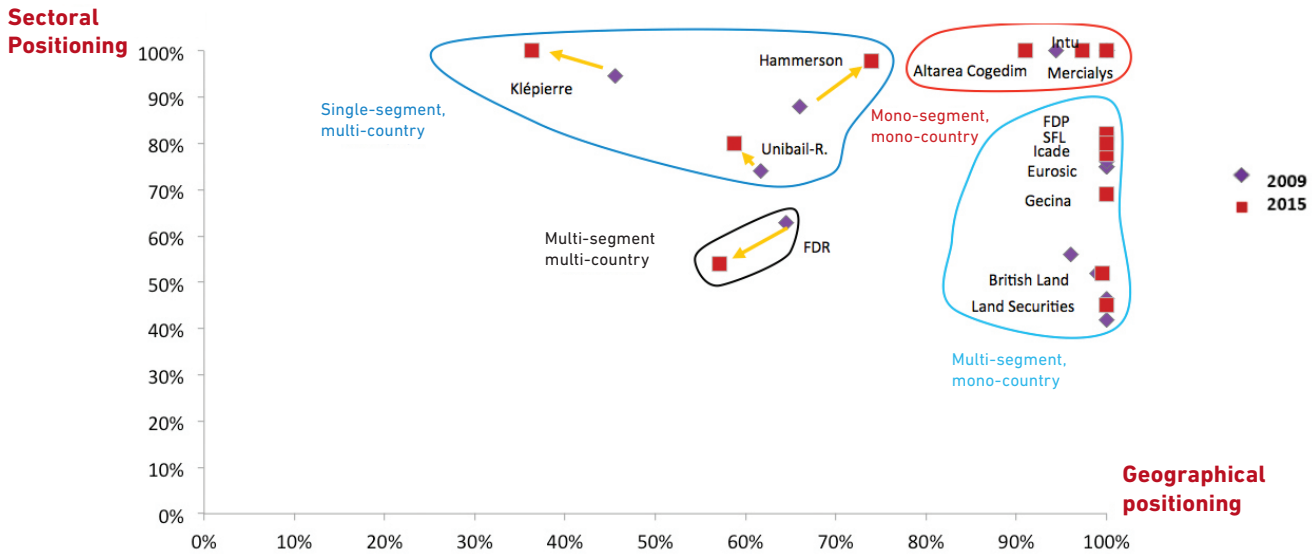 Sectoral
Positioning
100%
90%
80%
70%
60%
50%
40%
30%
20%
10%
0%
0%
10%
20%
30%
40%
50%
60%
70%
80%
90%
100%
Klépierre
Hammerson
Unibail-R.
Single-segment,
multi-country
Intu
Altarea Cogedim
Mercialys
Mono-segment,
mono-country
FDP
SFL
Icade
Eurosic
Gecina
British Land
Land Securities
Multi-segment,
mono-country
Multi-segment
multi-country
FDR
2009
2015
Geographical
positioning